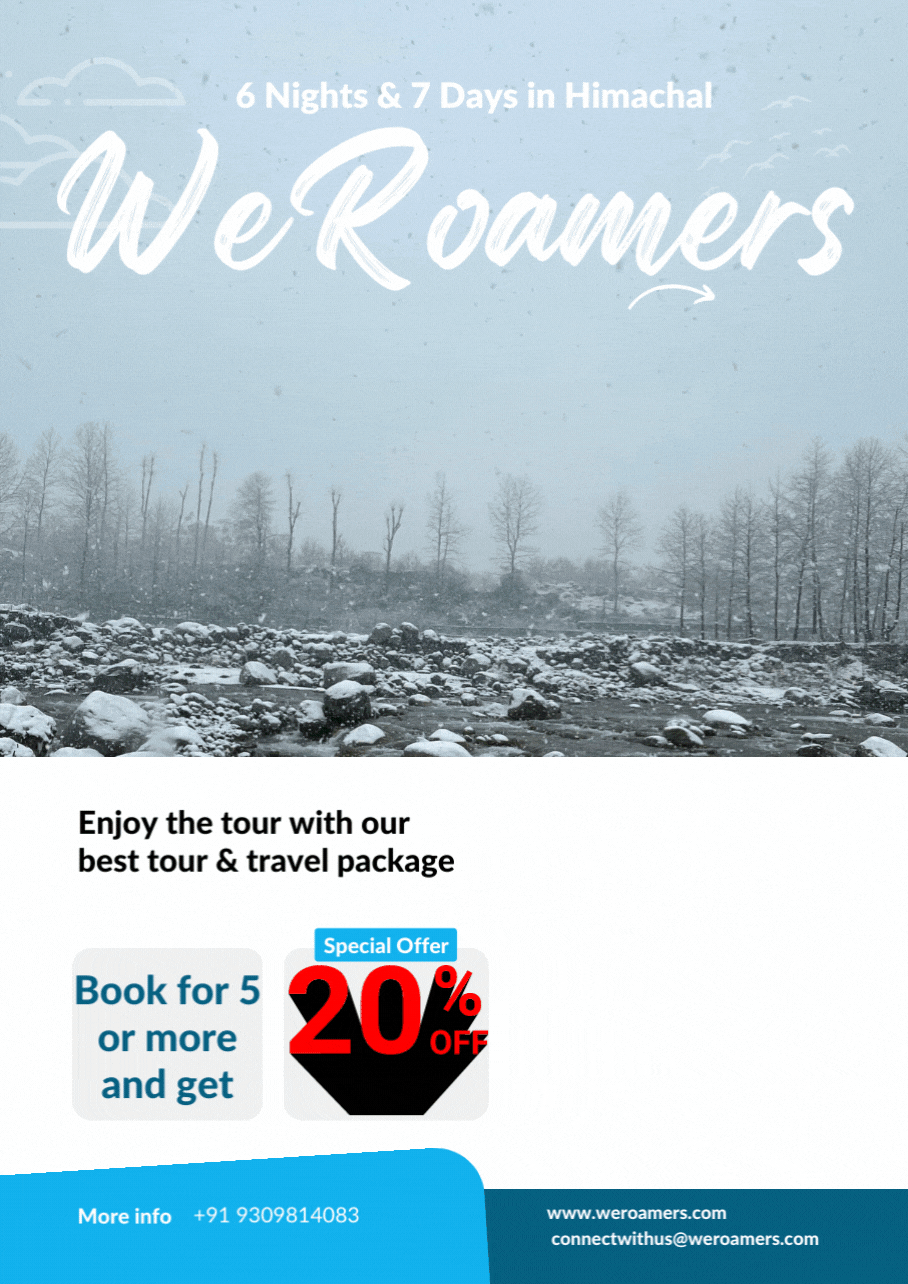 6 Nights & 7 Days in Himachal
WeRoamers
Enjoy the tour with our
best tour & travel package
Book for 5
or more
and get
Special Offer
20%
OFF
More info +91 9309814083
www.weroamers.com
connectwithus@weroamers.com